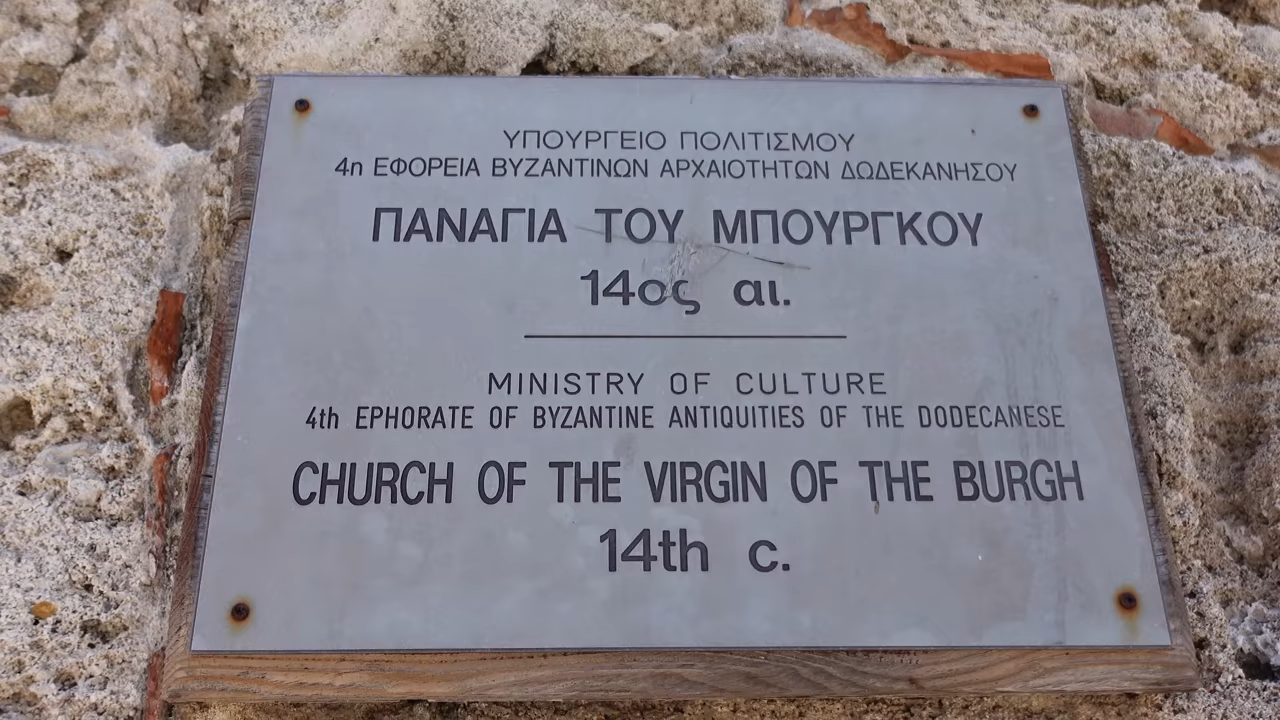 ΥΠΟΥΡΓΕΙΟ ΠΟΛΙΤΙΣΜΟΥ
4η ΕΦΟΡΕΙΑ ΒΥΖΑΝΤΙΝΩΝ ΑΡΧΑΙΟΤΗΤΩΝ ΔΩΔΕΚΑΝΗΣΟΥ
ΠΑΝΑΓΙΑ ΤΟΥ ΜΠΟΥΡΓΚΟΥ
14ος αι.
MINISTRY OF CULTURE
4th EPHORATE OF BYZANTINE ANTIQUITIES OF THE DODECANESE
CHURCH OF THE VIRGIN OF THE BURGH
14th c.